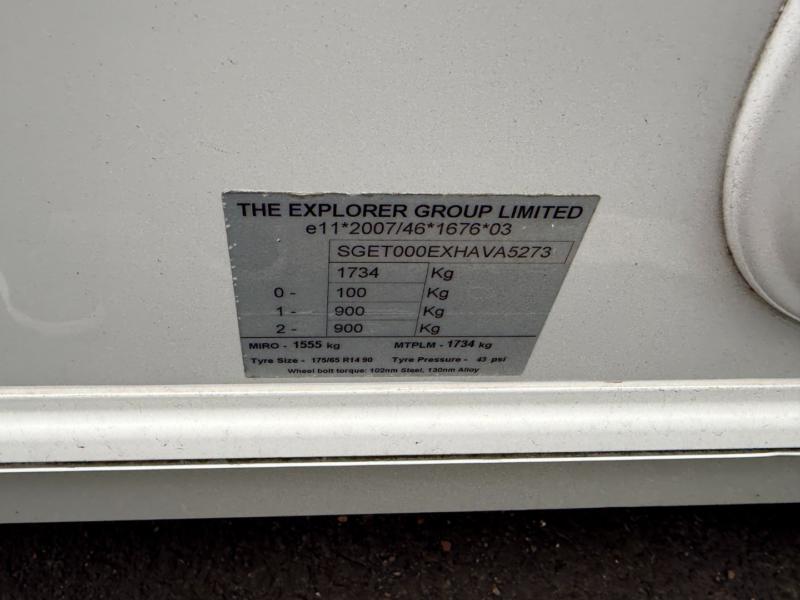 THE EXPLORER GROUP LIMITED
e11*2007/46*1676*03
SGET000EXHAVA5273
1734 Kg
0 - 100 Kg
1 - 900 Kg
2 - 900 Kg
MIRO - 1555 kg MTPLM - 1734 kg
Tyre Size - 175/65 R14 90 Tyre Pressure - 43 psi
Wheel bolt torque: 102nm Steel, 130nm Alloy